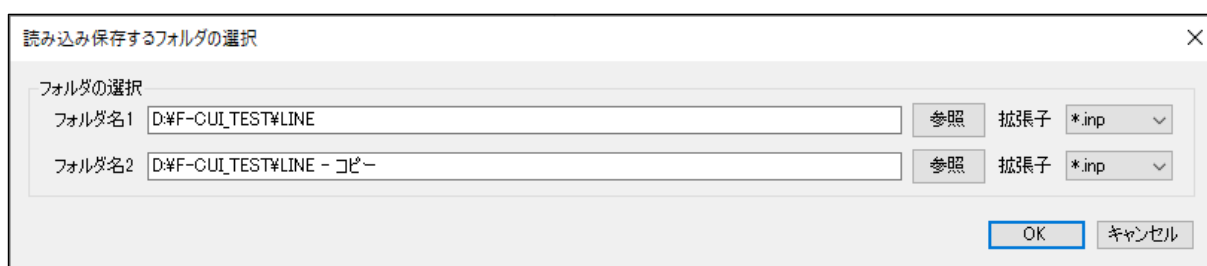 読み込み保存するフォルダの選択
フォルダの選択
フォルダ名1 D:¥F-CUI_TEST¥LINE 参照 拡張子 *.inp
フォルダ名2 D:¥F-CUI_TEST¥LINE - コピー 参照 拡張子 *.inp
OK キャンセル